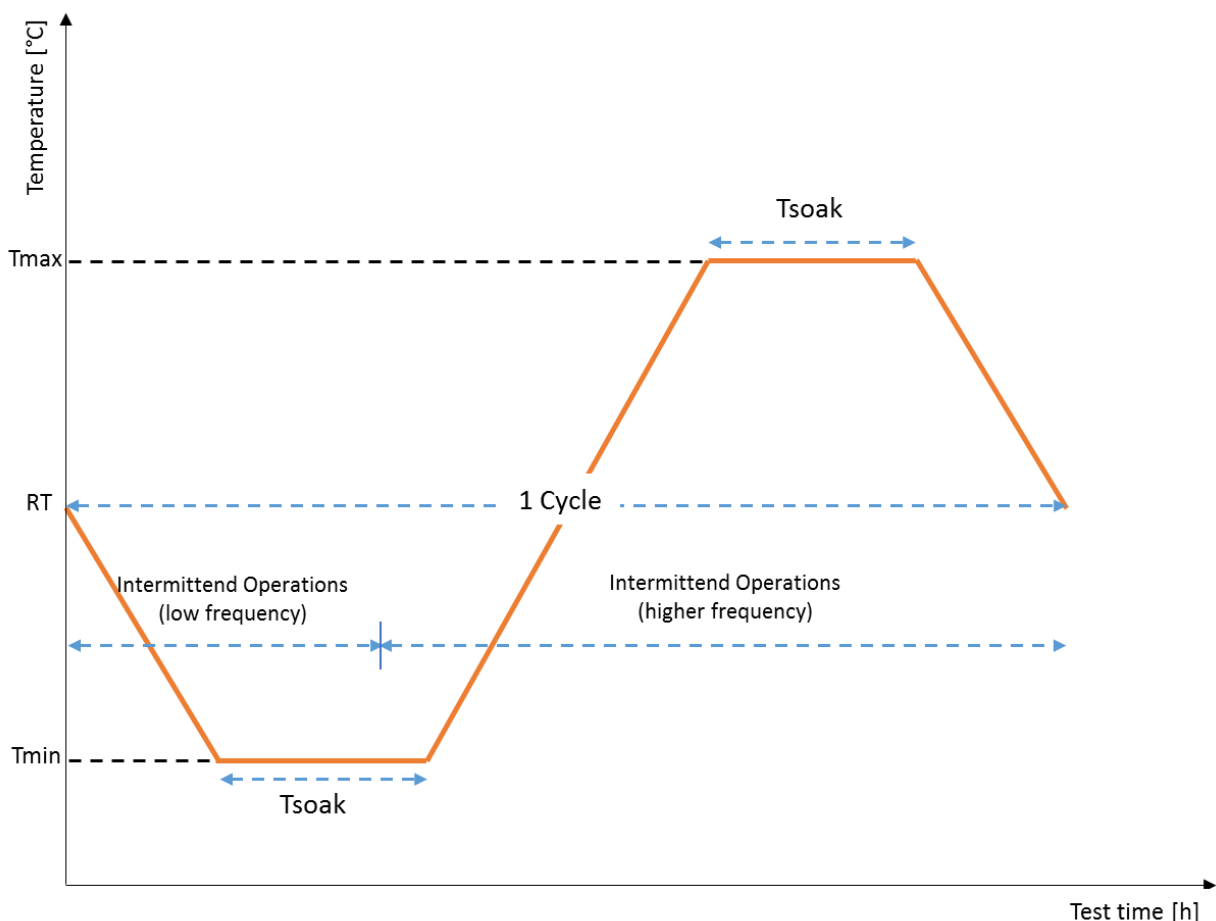 Temperature [°C]
Tsoak
Tmax
RT
1 Cycle
Intermittend Operations
(low frequency)
Intermittend Operations
(higher frequency)
Tmin
Tsoak
Test time [h]